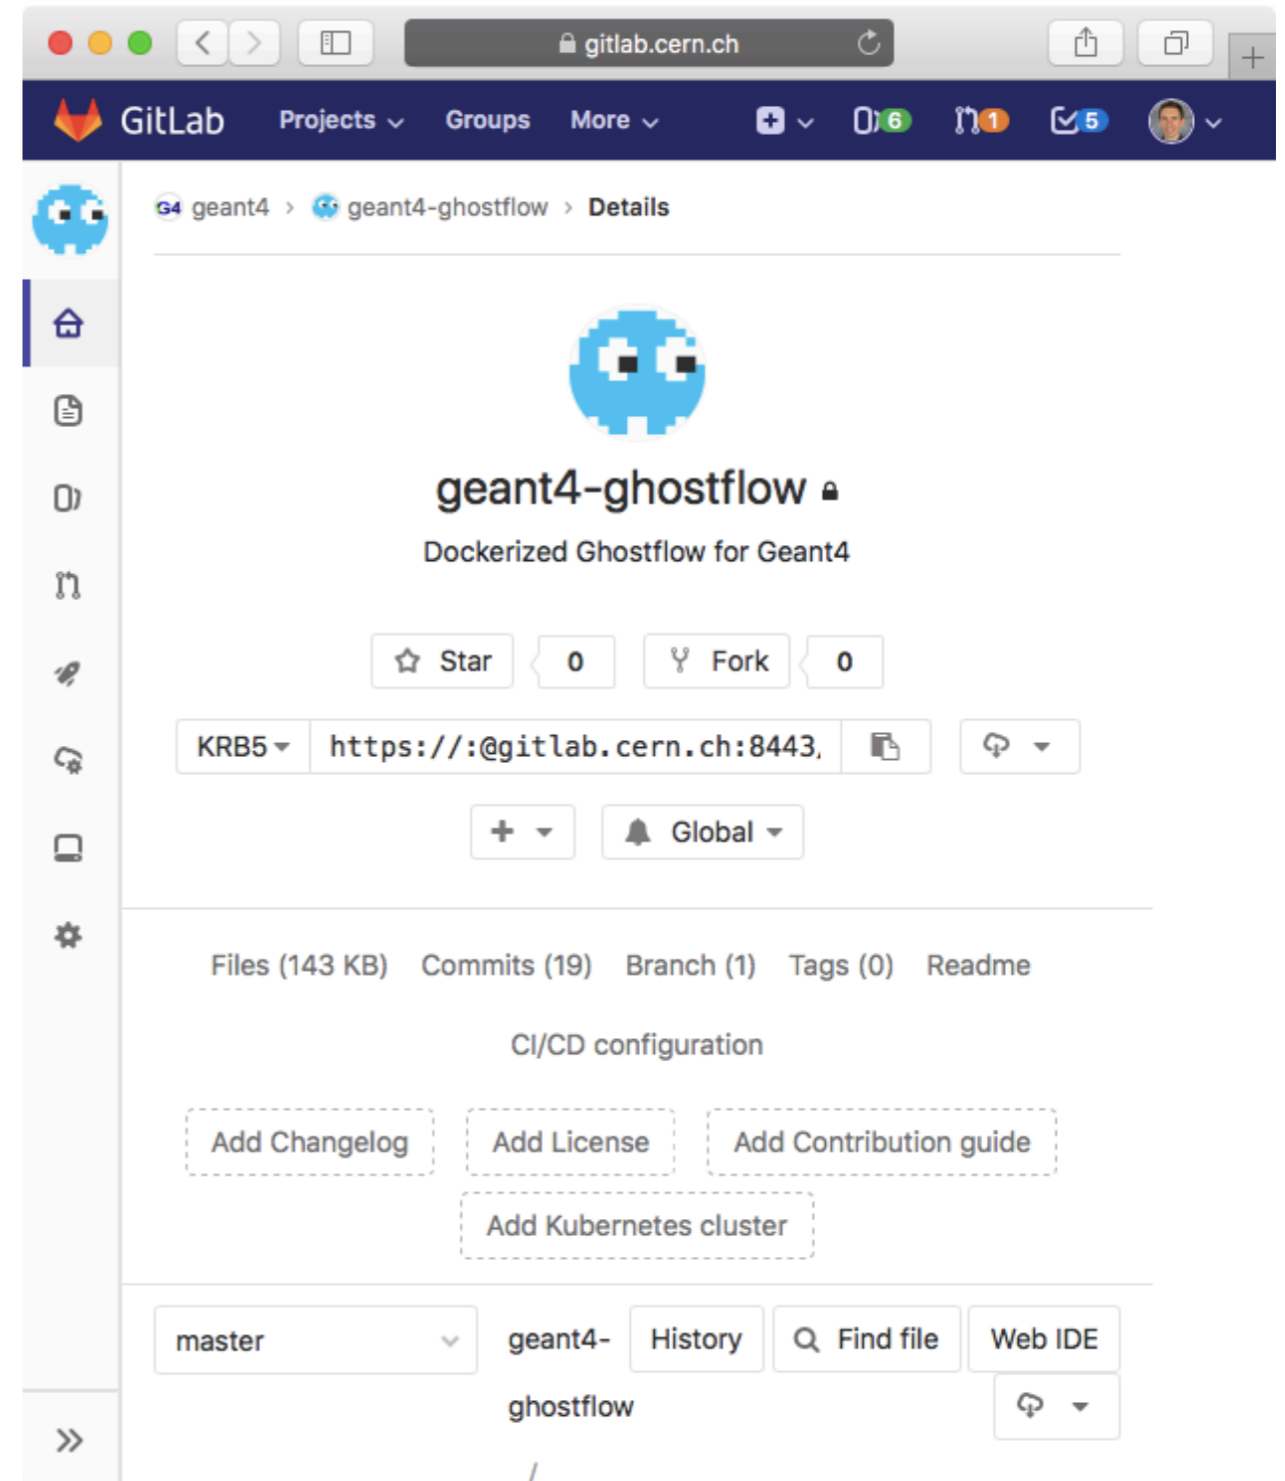 gitlab.cern.ch
GitLab Projects Groups More 6 1 5
G4 geant4 > geant4-ghostflow > Details
geant4-ghostflow
Dockerized Ghostflow for Geant4
Star 0 Fork 0
KRB5 https://:@gitlab.cern.ch:8443/
Global
Files (143 KB) Commits (19) Branch (1) Tags (0) Readme
CI/CD configuration
Add Changelog Add License Add Contribution guide
Add Kubernetes cluster
master geant4- History Find file Web IDE
ghostflow
/